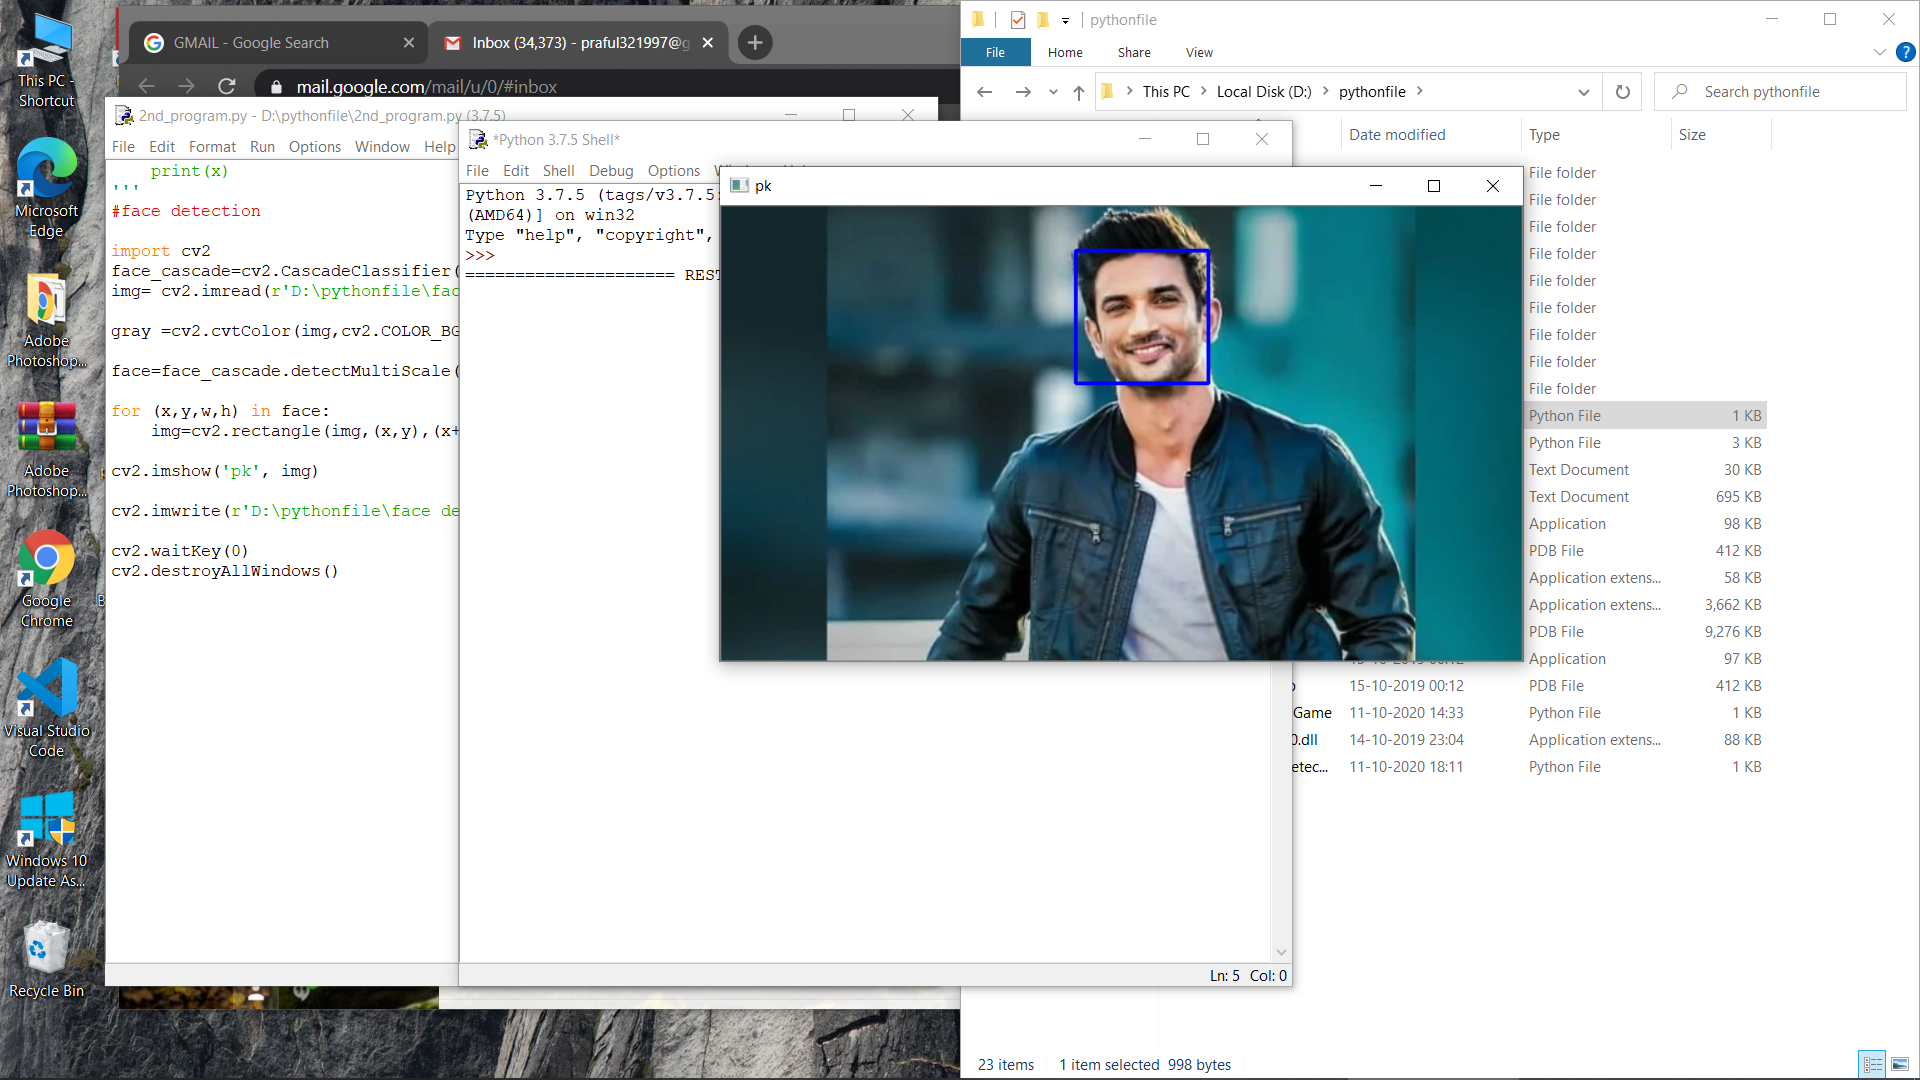 This PC -
Shortcut
Microsoft
Edge
Adobe
Photoshop...
Adobe
Photoshop...
Google
Chrome
Visual Studio
Code
Windows 10
Update As...
Recycle Bin
GMAIL - Google Search
Inbox (34,373) - praful321997@g
mail.google.com/mail/u/0/#inbox
2nd_program.py - D:\pythonfile\2nd_program.py (3.7.5)
File Edit Format Run Options Window Help
print(x)
'''
#face detection
import cv2
face_cascade=cv2.CascadeClassifier(
img= cv2.imread(r'D:\pythonfile\fac
gray =cv2.cvtColor(img,cv2.COLOR_BG
face=face_cascade.detectMultiScale(
for (x,y,w,h) in face:
img=cv2.rectangle(img,(x,y),(x+
cv2.imshow('pk', img)
cv2.imwrite(r'D:\pythonfile\face de
cv2.waitKey(0)
cv2.destroyAllWindows()
*Python 3.7.5 Shell*
File Edit Shell Debug Options
Python 3.7.5 (tags/v3.7.5:
(AMD64)] on win32
Type "help", "copyright",
>>>
===================== REST
Ln: 5 Col: 0
pk
pythonfile
File Home Share View
This PC > Local Disk (D:) > pythonfile >
Search pythonfile
Date modified Type Size
File folder
File folder
File folder
File folder
File folder
File folder
File folder
File folder
File folder
Python File 1 KB
Python File 3 KB
Text Document 30 KB
Text Document 695 KB
Application 98 KB
PDB File 412 KB
Application extens... 58 KB
Application extens... 3,662 KB
PDB File 9,276 KB
Application 97 KB
15-10-2019 00:12 PDB File 412 KB
Game 11-10-2020 14:33 Python File 1 KB
0.dll 14-10-2019 23:04 Application extens... 88 KB
etec... 11-10-2020 18:11 Python File 1 KB
23 items 1 item selected 998 bytes